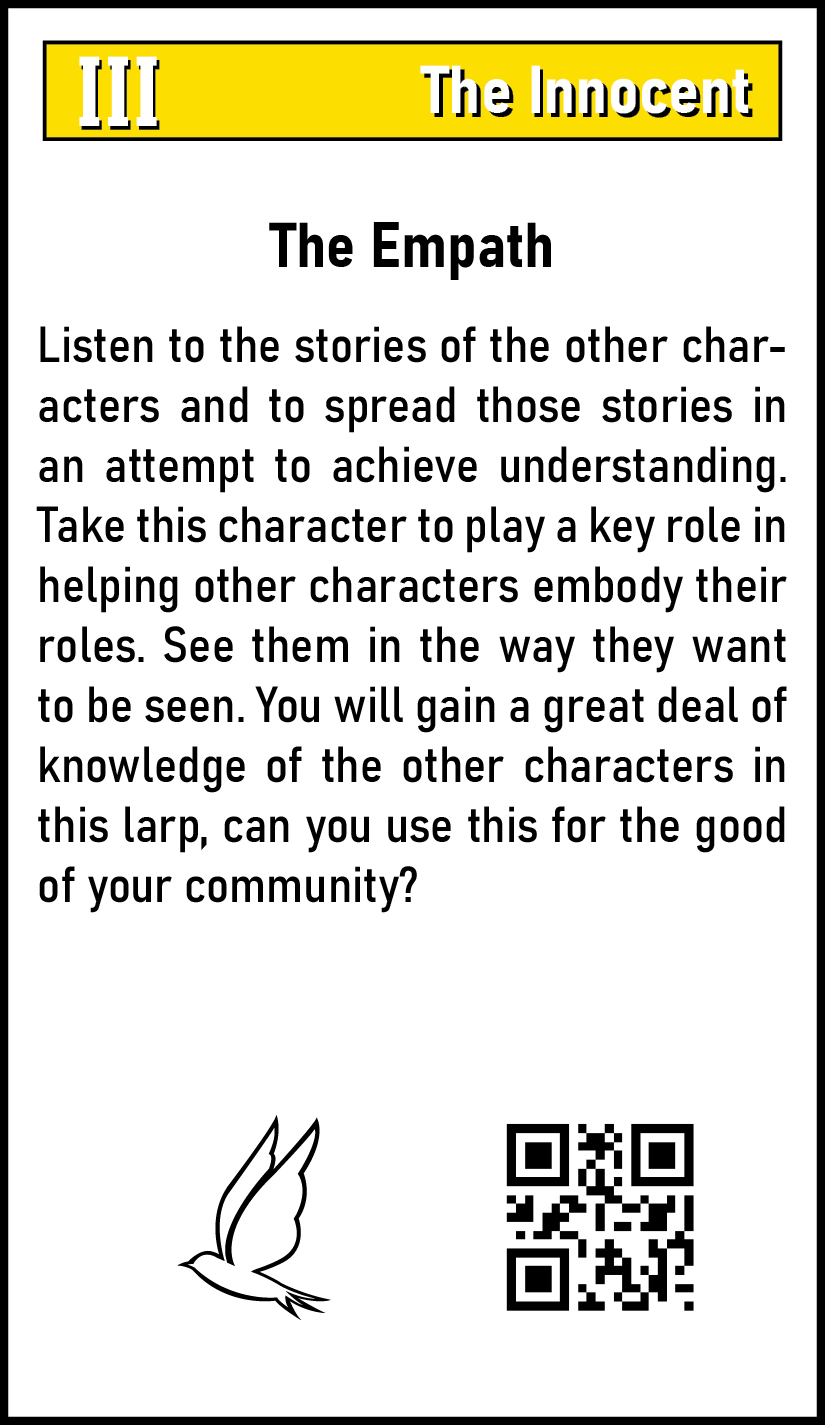 III
The Innocent
The Empath
Listen to the stories of the other char-
acters and to spread those stories in
an attempt to achieve understanding.
Take this character to play a key role in
helping other characters embody their
roles. See them in the way they want
to be seen. You will gain a great deal of
knowledge of the other characters in
this larp, can you use this for the good
of your community?